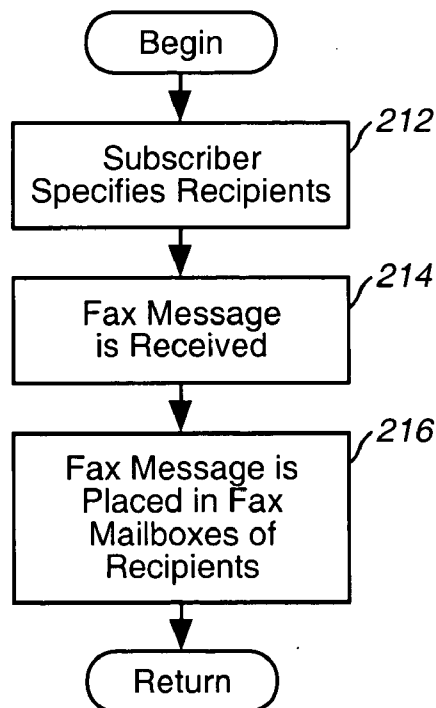 Begin
212
Subscriber
Specifies Recipients
214
Fax Message
is Received
216
Fax Message is
Placed in Fax
Mailboxes of
Recipients
Return